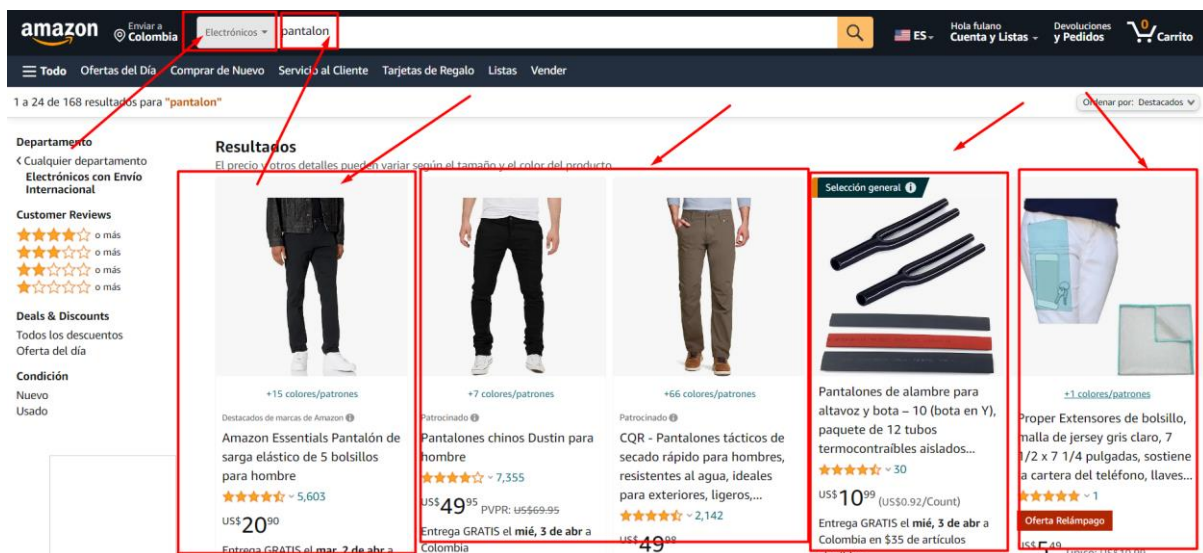 amazon
Enviar a
Colombia
Electrónicos
pantalon
ES
Hola fulano
Cuenta y Listas
Devoluciones
y Pedidos
0
Carrito
Todo
Ofertas del Día
Comprar de Nuevo
Servicio al Cliente
Tarjetas de Regalo
Listas
Vender
1 a 24 de 168 resultados para "pantalon"
Ordenar por: Destacados
Departamento
Cualquier departamento
Electrónicos con Envío
Internacional
Customer Reviews
o más
o más
o más
o más
Deals & Discounts
Todos los descuentos
Oferta del día
Condición
Nuevo
Usado
Resultados
El precio y otros detalles pueden variar según el tamaño y el color del producto
+15 colores/patrones
Destacados de marcas de Amazon
Amazon Essentials Pantalón de
sarga elástico de 5 bolsillos
para hombre
5,603
US$20⁹⁰
Entrega GRATIS el mar, 2 de abr a
+7 colores/patrones
Patrocinado
Pantalones chinos Dustin para
hombre
7,355
US$49⁹⁵ PVPR: US$69.95
Entrega GRATIS el mié, 3 de abr a
Colombia
+66 colores/patrones
Patrocinado
CQR - Pantalones tácticos de
secado rápido para hombres,
resistentes al agua, ideales
para exteriores, ligeros,...
2,142
US$49⁹⁸
Selección general
Pantalones de alambre para
altavoz y bota – 10 (bota en Y),
paquete de 12 tubos
termocontraíbles aislados...
30
US$10⁹⁹ (US$0.92/Count)
Entrega GRATIS el mié, 3 de abr a
Colombia en $35 de artículos
+1 colores/patrones
Proper Extensores de bolsillo,
malla de jersey gris claro, 7
1/2 x 7 1/4 pulgadas, sostiene
la cartera del teléfono, llaves...
1
Oferta Relámpago
US$5⁴⁹
US$10.99